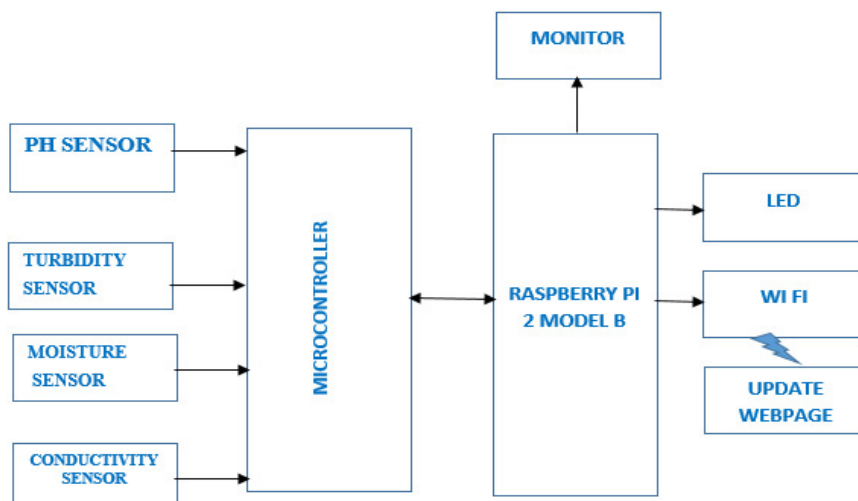 MONITOR
PH SENSOR
TURBIDITY
SENSOR
MOISTURE
SENSOR
CONDUCTIVITY
SENSOR
MICROCONTROLLER
RASPBERRY PI
2 MODEL B
LED
WI FI
UPDATE
WEBPAGE